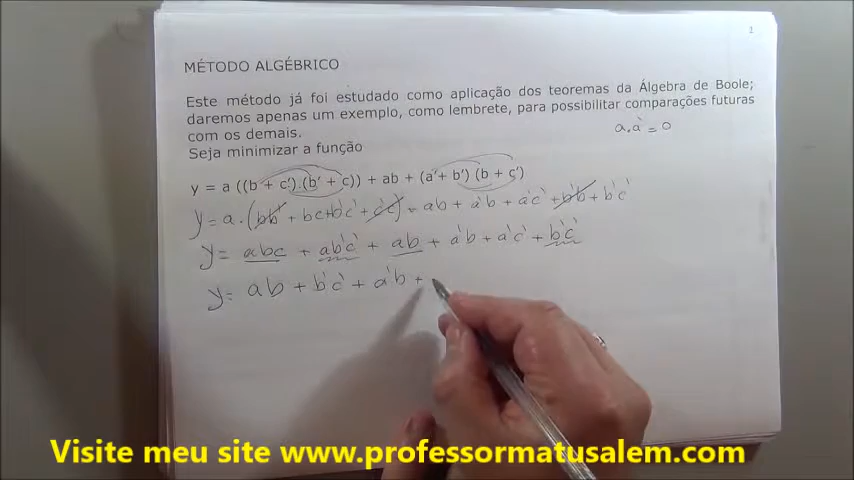 1
MÉTODO ALGÉBRICO
Este método já foi estudado como aplicação dos teoremas da Álgebra de Boole;
daremos apenas um exemplo, como lembrete, para possibilitar comparações futuras
com os demais.
a.a' = 0
Seja minimizar a função
y = a ((b + c').(b' + c)) + ab + (a'+ b') (b + c')
y = a.(bb' + bc+b'c' + c'c) + ab + a'b + a'c' + b'b + b'c'
y = abc + ab'c' + ab + a'b + a'c' + b'c'
y = ab + b'c' + a'b +
Visite meu site www.professormatusalem.com